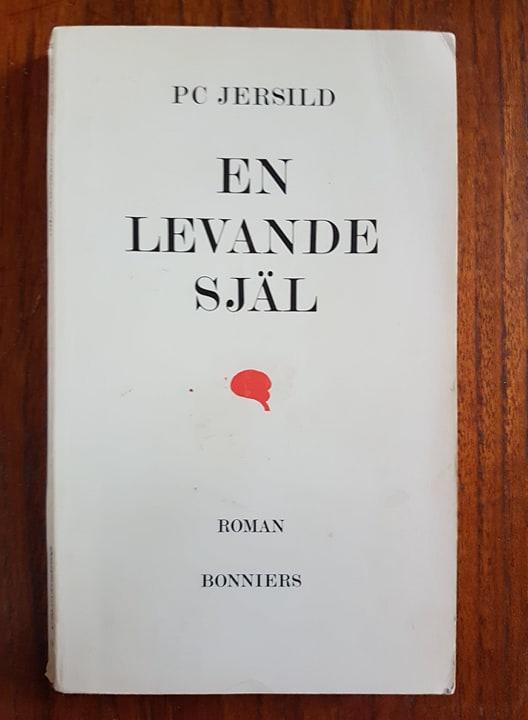 PC JERSILD
EN
LEVANDE
SJÄL
ROMAN
BONNIERS